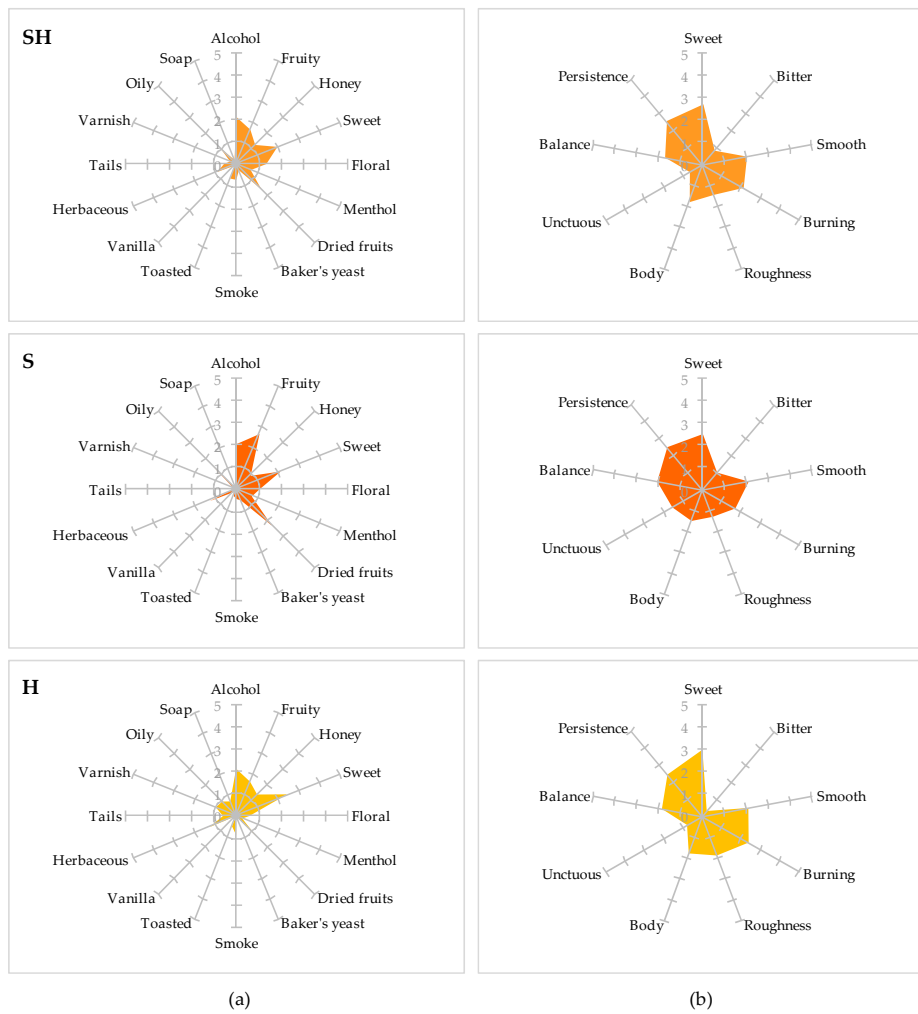 SH
Alcohol
Soap
Fruity
Oily
Honey
Varnish
Sweet
Tails
Floral
Herbaceous
Menthol
Vanilla
Dried fruits
Toasted
Baker's yeast
Smoke
5
4
3
2
1
0
Sweet
Persistence
Bitter
Balance
Smooth
Unctuous
Burning
Body
Roughness
5
4
3
2
1
0
S
Alcohol
Soap
Fruity
Oily
Honey
Varnish
Sweet
Tails
Floral
Herbaceous
Menthol
Vanilla
Dried fruits
Toasted
Baker's yeast
Smoke
5
4
3
2
1
0
Sweet
Persistence
Bitter
Balance
Smooth
Unctuous
Burning
Body
Roughness
5
4
3
2
1
0
H
Alcohol
Soap
Fruity
Oily
Honey
Varnish
Sweet
Tails
Floral
Herbaceous
Menthol
Vanilla
Dried fruits
Toasted
Baker's yeast
Smoke
5
4
3
2
1
0
Sweet
Persistence
Bitter
Balance
Smooth
Unctuous
Burning
Body
Roughness
5
4
3
2
1
0
(a)
(b)